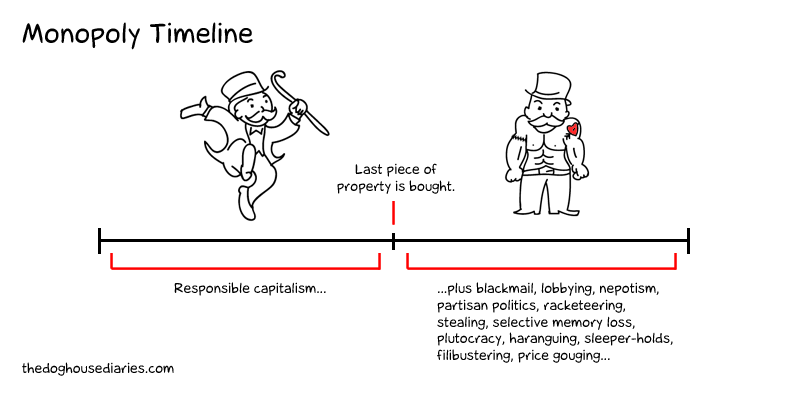 Monopoly Timeline
Last piece of
property is bought.
Responsible capitalism...
...plus blackmail, lobbying, nepotism,
partisan politics, racketeering,
stealing, selective memory loss,
plutocracy, haranguing, sleeper-holds,
filibustering, price gouging...
thedoghousediaries.com